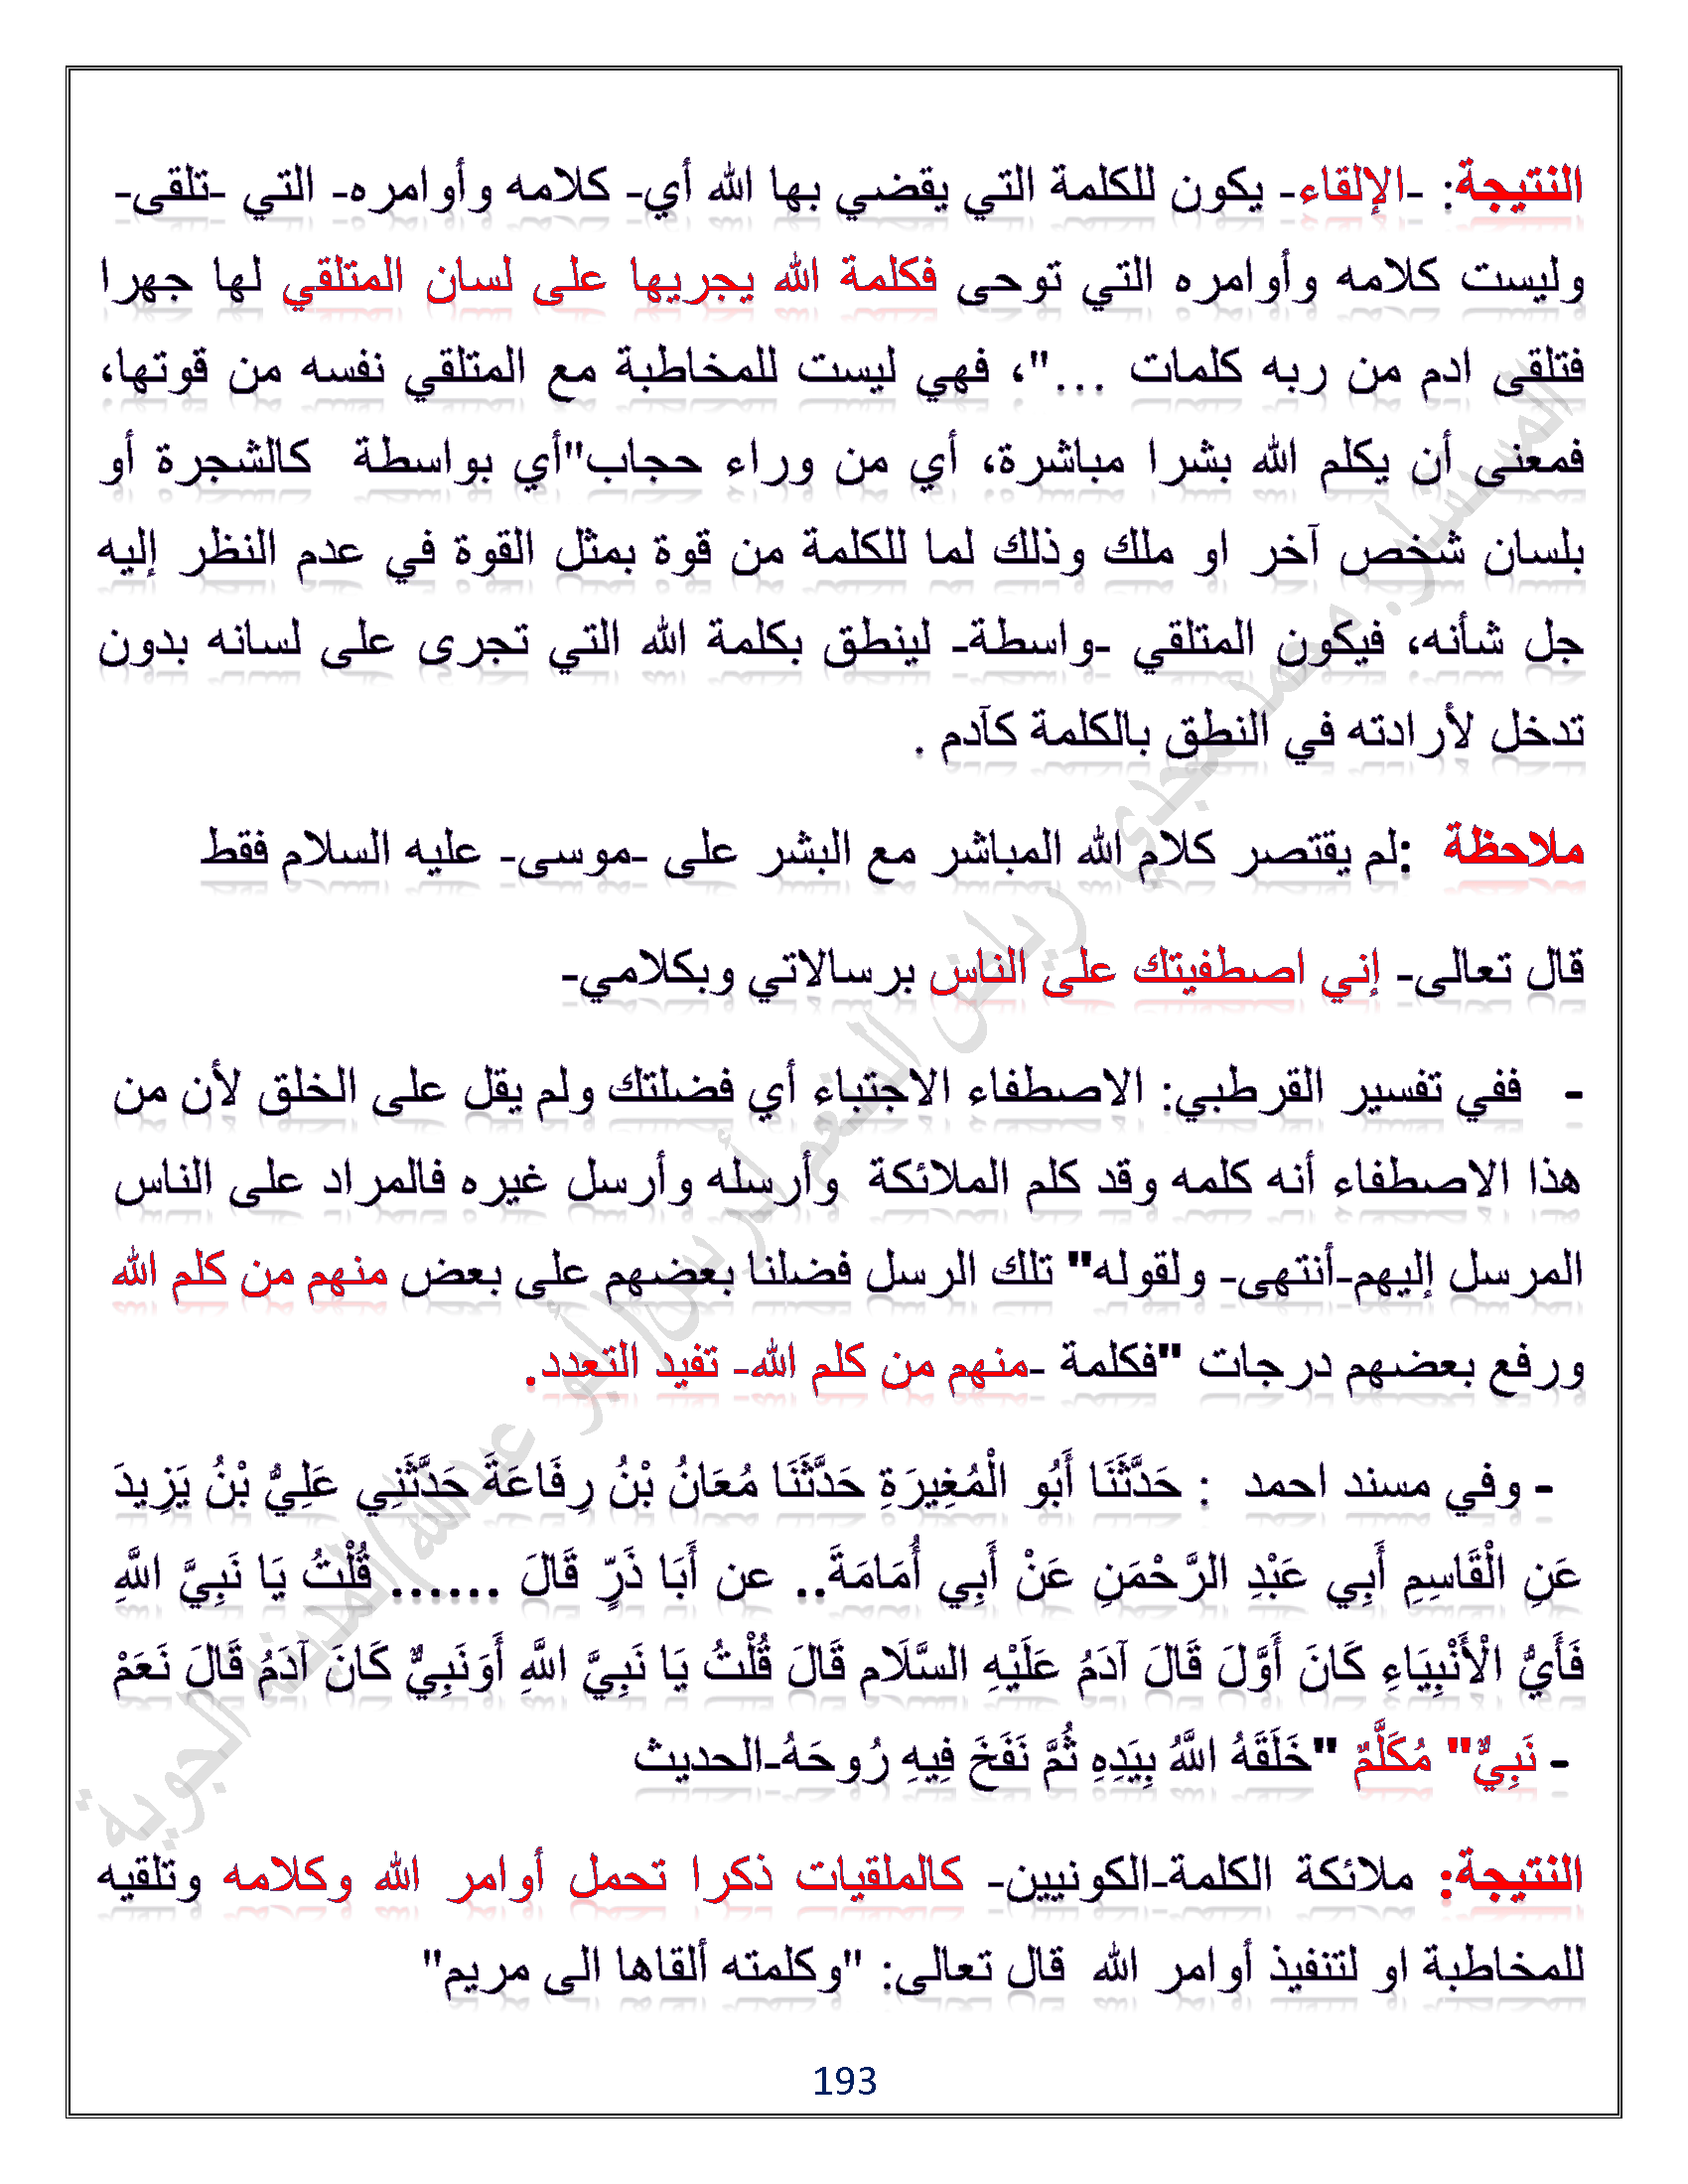 النتيجة: -الإلقاء- يكون للكلمة التي يقضي بها الله أي- كلامه وأوامره- التي -تلقى-
وليست كلامه وأوامره التي توحى فكلمة الله يجريها على لسان المتلقي لها جهرا
فتلقى ادم من ربه كلمات ..."، فهي ليست للمخاطبة مع المتلقي نفسه من قوتها،
فمعنى أن يكلم الله بشرا مباشرة، أي من وراء حجاب"أي بواسطة كالشجرة أو
بلسان شخص آخر او ملك وذلك لما للكلمة من قوة بمثل القوة في عدم النظر إليه
جل شأنه، فيكون المتلقي -واسطة- لينطق بكلمة الله التي تجرى على لسانه بدون
تدخل لأرادته في النطق بالكلمة كآدم .
ملاحظة :لم يقتصر كلام الله المباشر مع البشر على -موسى- عليه السلام فقط
قال تعالى- إني اصطفيتك على الناس برسالاتي وبكلامي-
- ففي تفسير القرطبي: الاصطفاء الاجتباء أي فضلتك ولم يقل على الخلق لأن من
هذا الاصطفاء أنه كلمه وقد كلم الملائكة وأرسله وأرسل غيره فالمراد على الناس
المرسل إليهم-أنتهى- ولقوله" تلك الرسل فضلنا بعضهم على بعض منهم من كلم الله
ورفع بعضهم درجات "فكلمة -منهم من كلم الله- تفيد التعدد.
- وفي مسند احمد : حَدَّثَنَا أَبُو الْمُغِيرَةِ حَدَّثَنَا مُعَانُ بْنُ رِفَاعَةَ حَدَّثَنِي عَلِيُّ بْنُ يَزِيدَ
عَنِ الْقَاسِمِ أَبِي عَبْدِ الرَّحْمَنِ عَنْ أَبِي أُمَامَةَ.. عن أَبَا ذَرٍّ قَالَ ...... قُلْتُ يَا نَبِيَّ اللَّهِ
فَأَيُّ الْأَنْبِيَاءِ كَانَ أَوَّلَ قَالَ آدَمُ عَلَيْهِ السَّلَام قَالَ قُلْتُ يَا نَبِيَّ اللَّهِ أَوَنَبِيٌّ كَانَ آدَمُ قَالَ نَعَمْ
- نَبِيٌّ" مُكَلَّمٌ "خَلَقَهُ اللَّهُ بِيَدِهِ ثُمَّ نَفَخَ فِيهِ رُوحَهُ-الحديث
النتيجة: ملائكة الكلمة-الكونيين- كالملقيات ذكرا تحمل أوامر الله وكلامه وتلقيه
للمخاطبة او لتنفيذ أوامر الله قال تعالى: "وكلمته ألقاها الى مريم"
193